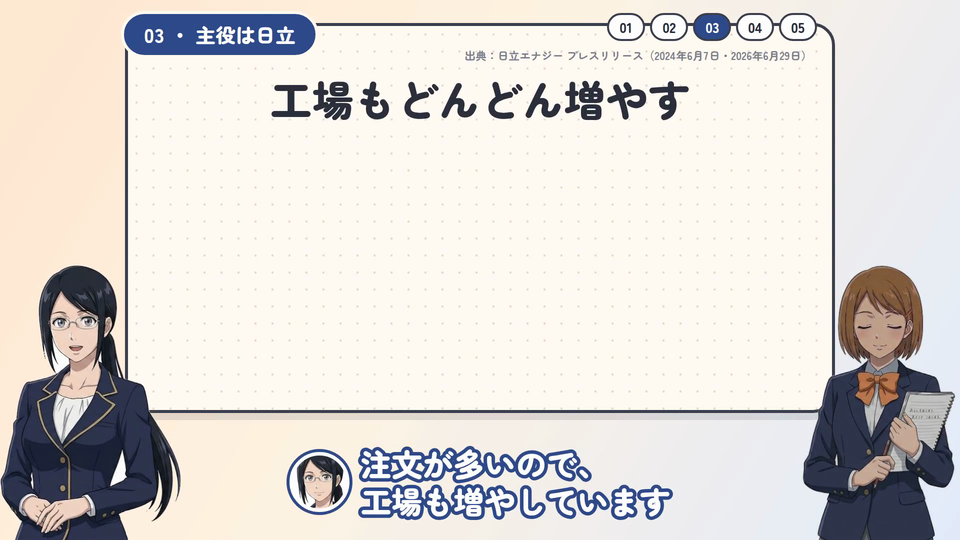 03 ・ 主役は日立
01 02 03 04 05
出典：日立エナジー プレスリリース（2024年6月7日・2026年6月29日）
工場もどんどん増やす
注文が多いので、
工場も増やしています